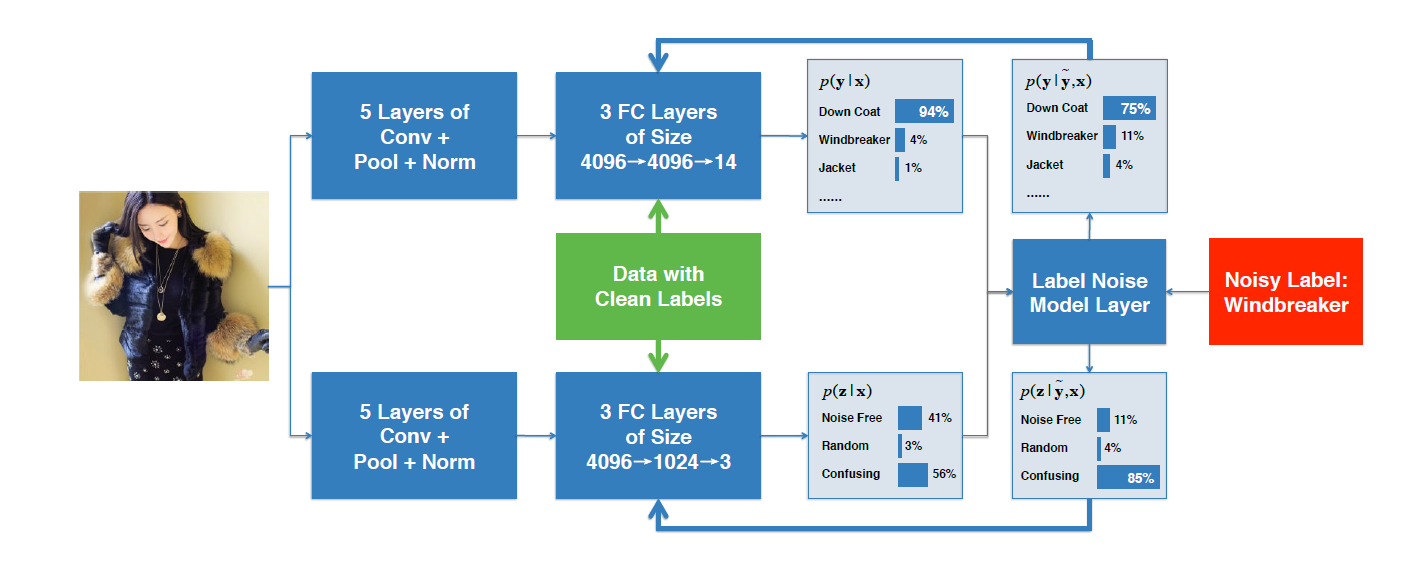 5 Layers of
Conv +
Pool + Norm
3 FC Layers
of Size
4096→4096→14
p(y|x)
Down Coat 94%
Windbreaker 4%
Jacket 1%
......
p(y|ỹ,x)
Down Coat 75%
Windbreaker 11%
Jacket 4%
......
Data with
Clean Labels
Label Noise
Model Layer
Noisy Label:
Windbreaker
5 Layers of
Conv +
Pool + Norm
3 FC Layers
of Size
4096→1024→3
p(z|x)
Noise Free 41%
Random 3%
Confusing 56%
p(z|ỹ,x)
Noise Free 11%
Random 4%
Confusing 85%